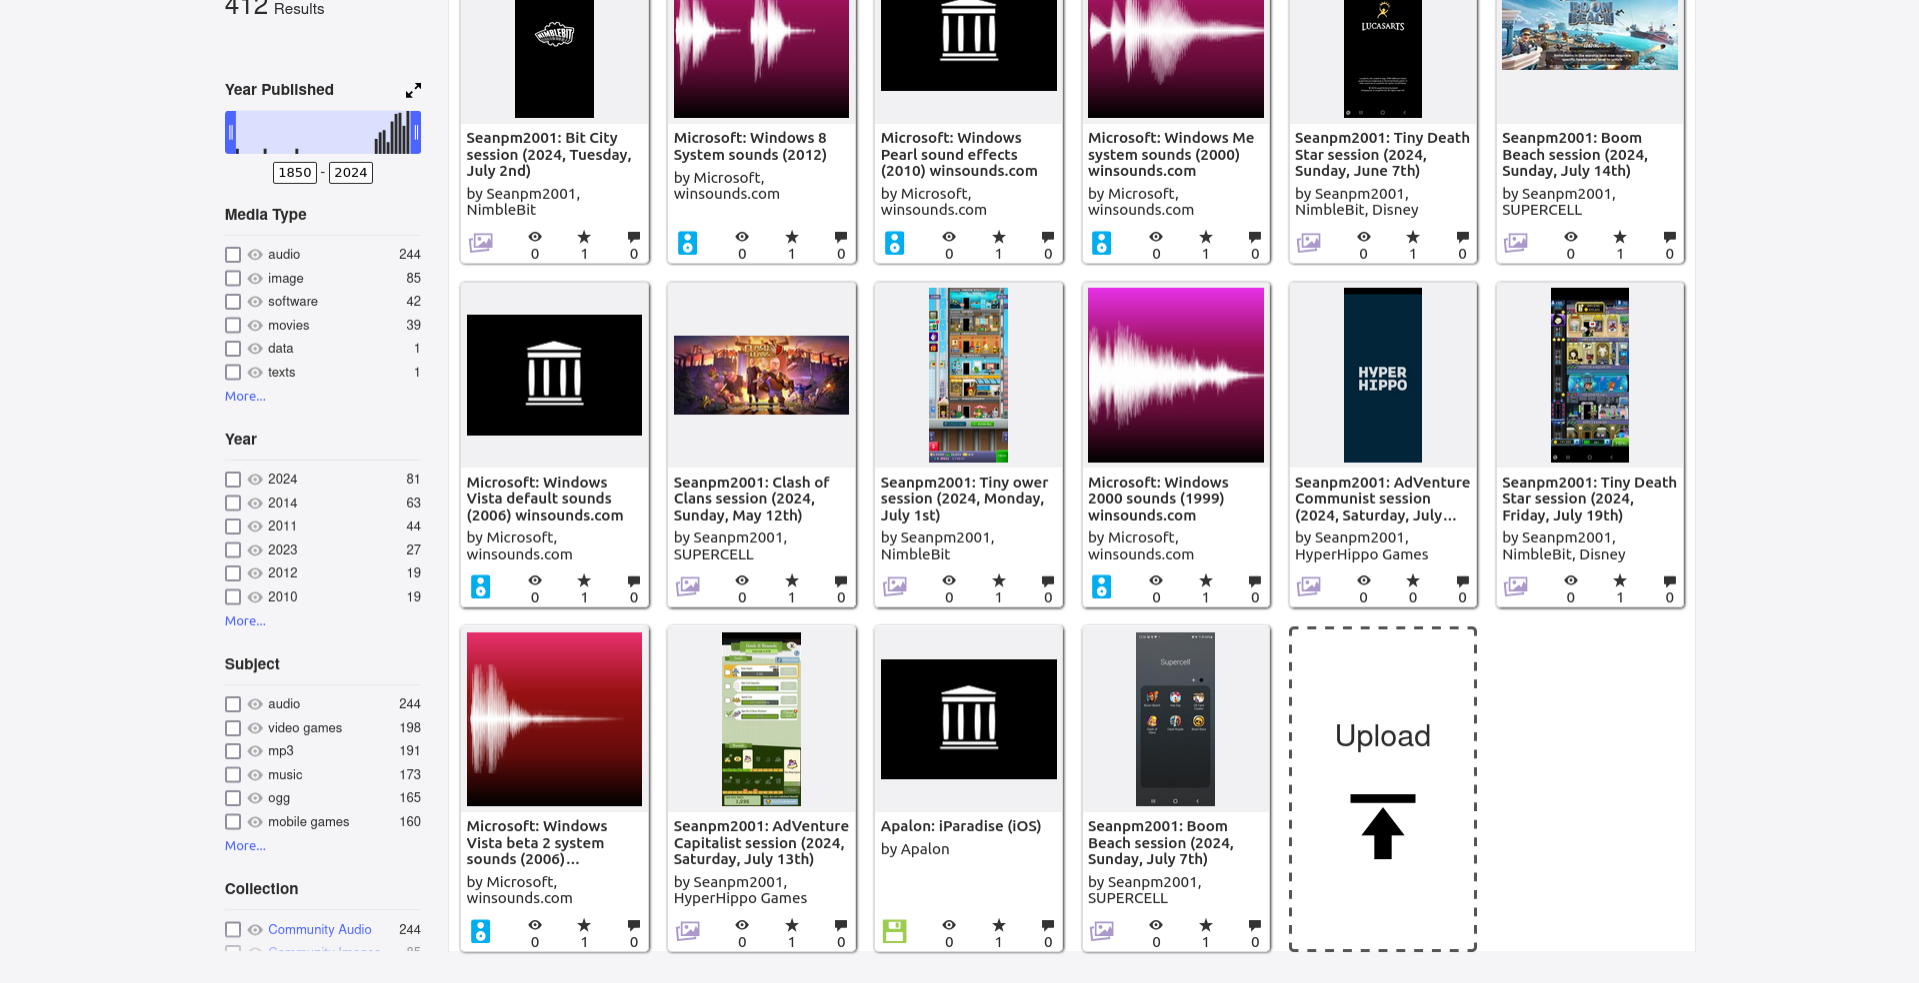 412 Results
Year Published
1850 - 2024
Media Type
audio 244
image 85
software 42
movies 39
data 1
texts 1
More...
Year
2024 81
2014 63
2011 44
2023 27
2012 19
2010 19
More...
Subject
audio 244
video games 198
mp3 191
music 173
ogg 165
mobile games 160
More...
Collection
Community Audio 244
Community Images 85
NIMBLEBIT
Seanpm2001: Bit City
session (2024, Tuesday,
July 2nd)
by Seanpm2001,
NimbleBit
0 1 0
Microsoft: Windows 8
System sounds (2012)
by Microsoft,
winsounds.com
0 1 0
Microsoft: Windows
Pearl sound effects
(2010) winsounds.com
by Microsoft,
winsounds.com
0 1 0
Microsoft: Windows Me
system sounds (2000)
winsounds.com
by Microsoft,
winsounds.com
0 1 0
LUCASARTS
Seanpm2001: Tiny Death
Star session (2024,
Sunday, June 7th)
by Seanpm2001,
NimbleBit, Disney
0 1 0
BOOM
BEACH
Seanpm2001: Boom
Beach session (2024,
Sunday, July 14th)
by Seanpm2001,
SUPERCELL
0 1 0
Microsoft: Windows
Vista default sounds
(2006) winsounds.com
by Microsoft,
winsounds.com
0 1 0
Seanpm2001: Clash of
Clans session (2024,
Sunday, May 12th)
by Seanpm2001,
SUPERCELL
0 1 0
Seanpm2001: Tiny ower
session (2024, Monday,
July 1st)
by Seanpm2001,
NimbleBit
0 1 0
Microsoft: Windows
2000 sounds (1999)
winsounds.com
by Microsoft,
winsounds.com
0 1 0
HYPER
HIPPO
Seanpm2001: AdVenture
Communist session
(2024, Saturday, July...
by Seanpm2001,
HyperHippo Games
0 0 0
Seanpm2001: Tiny Death
Star session (2024,
Friday, July 19th)
by Seanpm2001,
NimbleBit, Disney
0 1 0
Microsoft: Windows
Vista beta 2 system
sounds (2006)...
by Microsoft,
winsounds.com
0 1 0
Seanpm2001: AdVenture
Capitalist session (2024,
Saturday, July 13th)
by Seanpm2001,
HyperHippo Games
0 1 0
Apalon: iParadise (iOS)
by Apalon
0 1 0
Supercell
Seanpm2001: Boom
Beach session (2024,
Sunday, July 7th)
by Seanpm2001,
SUPERCELL
0 1 0
Upload